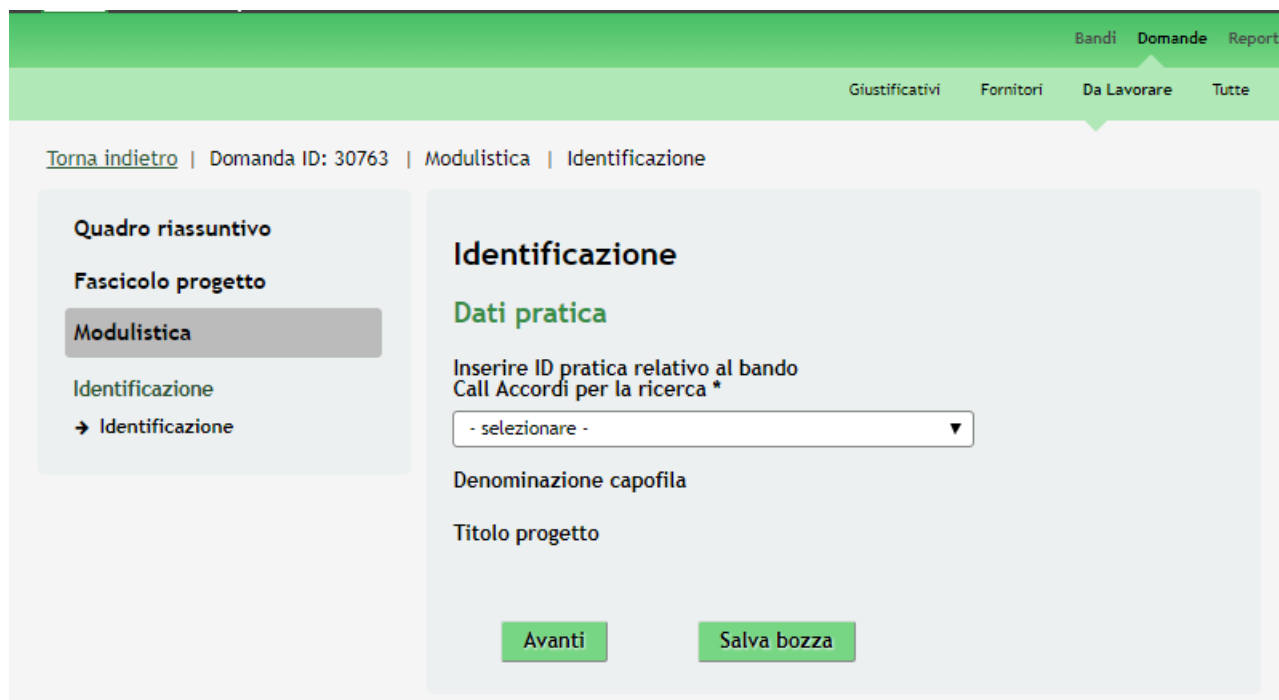 Bandi Domande Report
Giustificativi Fornitori Da Lavorare Tutte
Torna indietro | Domanda ID: 30763 | Modulistica | Identificazione
Quadro riassuntivo
Fascicolo progetto
Modulistica
Identificazione
→ Identificazione
Identificazione
Dati pratica
Inserire ID pratica relativo al bando
Call Accordi per la ricerca *
- selezionare - ▼
Denominazione capofila
Titolo progetto
Avanti Salva bozza